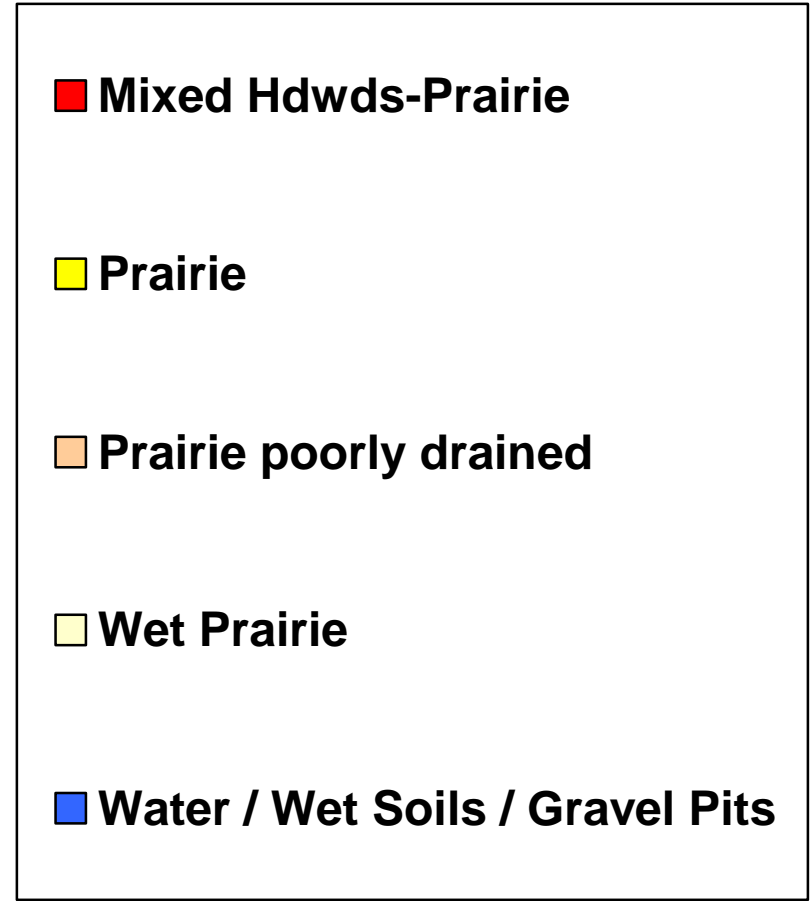 Mixed Hdwds-Prairie
Prairie
Prairie poorly drained
Wet Prairie
Water / Wet Soils / Gravel Pits